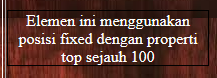 Elemen ini menggunakan
posisi fixed dengan properti
top sejauh 100